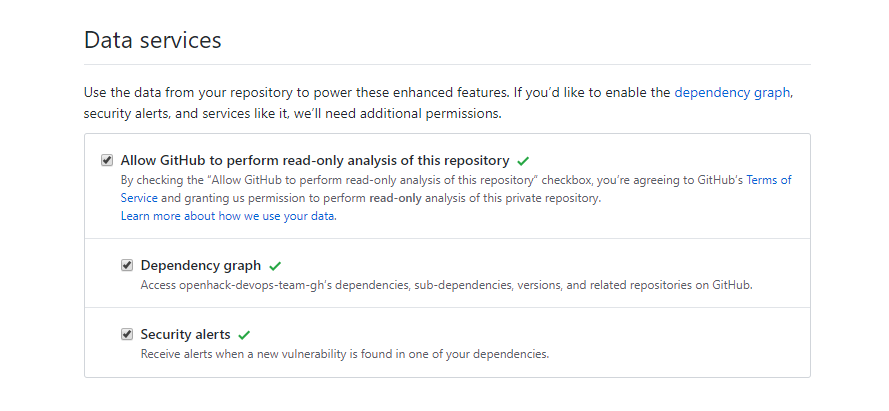 Data services
Use the data from your repository to power these enhanced features. If you’d like to enable the dependency graph,
security alerts, and services like it, we’ll need additional permissions.
Allow GitHub to perform read-only analysis of this repository
By checking the “Allow GitHub to perform read-only analysis of this repository” checkbox, you’re agreeing to GitHub’s Terms of
Service and granting us permission to perform read-only analysis of this private repository.
Learn more about how we use your data.
Dependency graph
Access openhack-devops-team-gh’s dependencies, sub-dependencies, versions, and related repositories on GitHub.
Security alerts
Receive alerts when a new vulnerability is found in one of your dependencies.